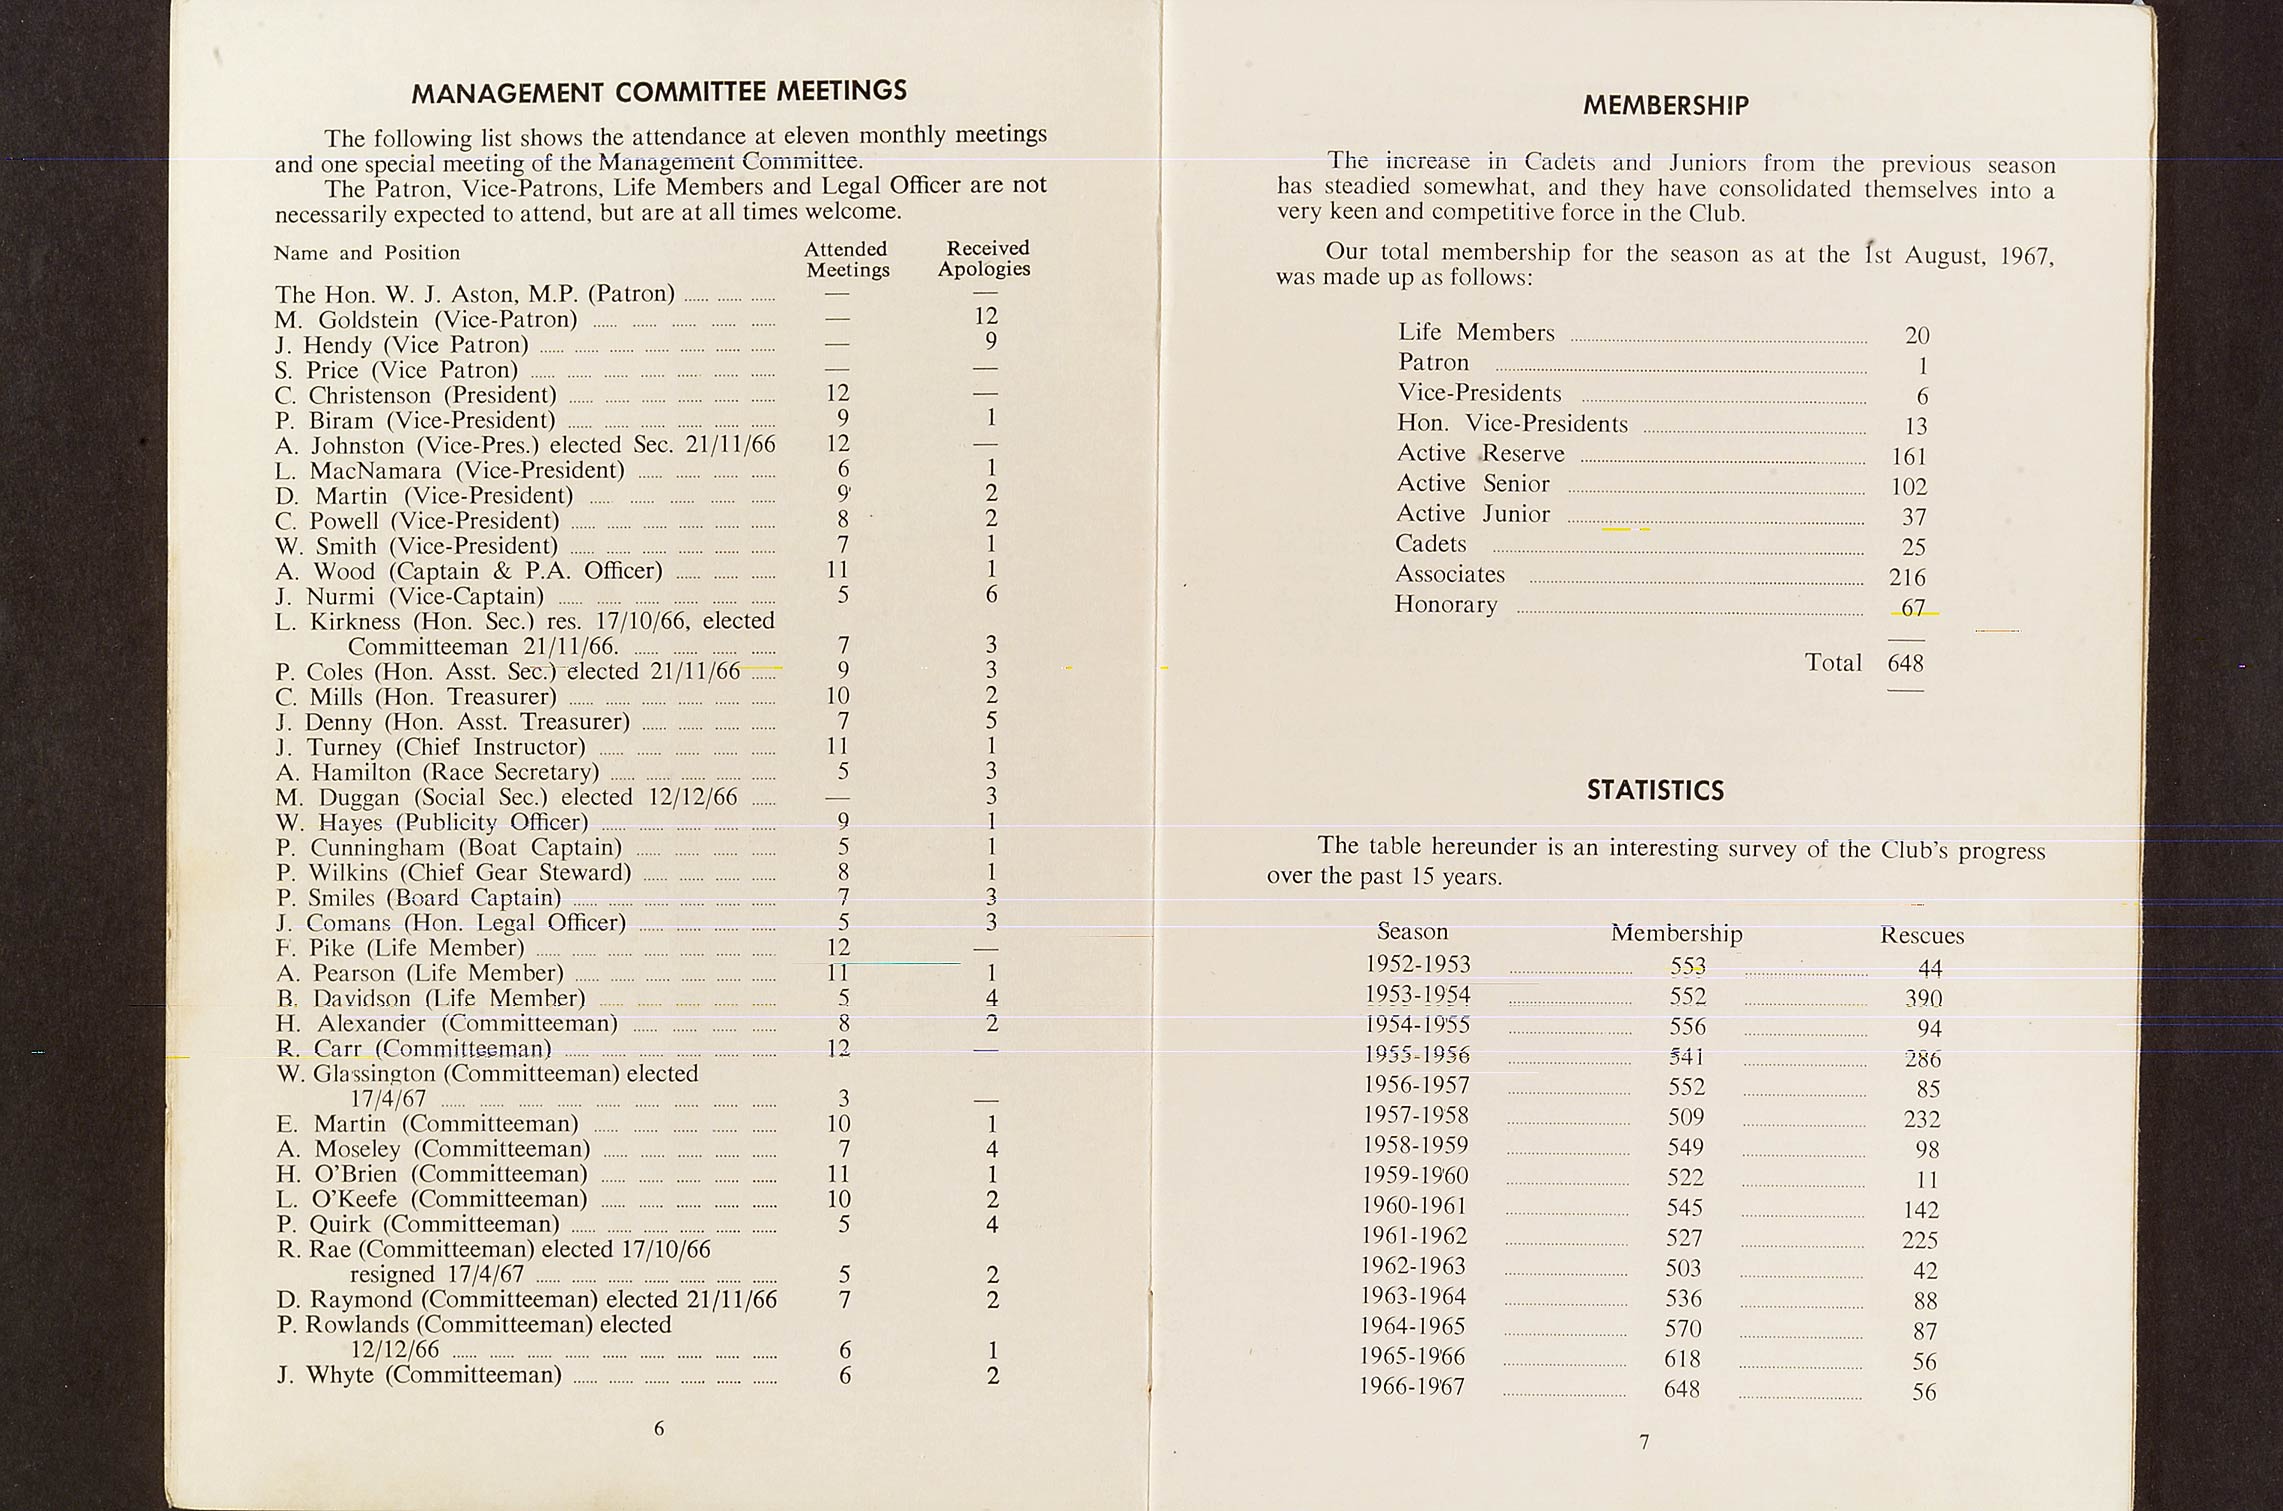 MANAGEMENT COMMITTEE MEETINGS
The following list shows the attendance at eleven monthly meetings
and one special meeting of the Management Committee.
The Patron, Vice-Patrons, Life Members and Legal Officer are not
necessarily expected to attend, but are at all times welcome.
Name and Position Attended Meetings Received Apologies
The Hon. W. J. Aston, M.P. (Patron) — —
M. Goldstein (Vice-Patron) — 12
J. Hendy (Vice Patron) — 9
S. Price (Vice Patron) — —
C. Christenson (President) 12 —
P. Biram (Vice-President) 9 1
A. Johnston (Vice-Pres.) elected Sec. 21/11/66 12 —
L. MacNamara (Vice-President) 6 1
D. Martin (Vice-President) 9 2
C. Powell (Vice-President) 8 2
W. Smith (Vice-President) 7 1
A. Wood (Captain & P.A. Officer) 11 1
J. Nurmi (Vice-Captain) 5 6
L. Kirkness (Hon. Sec.) res. 17/10/66, elected
Committeeman 21/11/66. 7 3
P. Coles (Hon. Asst. Sec.) elected 21/11/66 9 3
C. Mills (Hon. Treasurer) 10 2
J. Denny (Hon. Asst. Treasurer) 7 5
J. Turney (Chief Instructor) 11 1
A. Hamilton (Race Secretary) 5 3
M. Duggan (Social Sec.) elected 12/12/66 — 3
W. Hayes (Publicity Officer) 9 1
P. Cunningham (Boat Captain) 5 1
P. Wilkins (Chief Gear Steward) 8 1
P. Smiles (Board Captain) 7 3
J. Comans (Hon. Legal Officer) 5 3
F. Pike (Life Member) 12 —
A. Pearson (Life Member) 11 1
B. Davidson (Life Member) 5 4
H. Alexander (Committeeman) 8 2
R. Carr (Committeeman) 12 —
W. Glassington (Committeeman) elected
17/4/67 3 —
E. Martin (Committeeman) 10 1
A. Moseley (Committeeman) 7 4
H. O'Brien (Committeeman) 11 1
L. O'Keefe (Committeeman) 10 2
P. Quirk (Committeeman) 5 4
R. Rae (Committeeman) elected 17/10/66
resigned 17/4/67 5 2
D. Raymond (Committeeman) elected 21/11/66 7 2
P. Rowlands (Committeeman) elected
12/12/66 6 1
J. Whyte (Committeeman) 6 2
6
MEMBERSHIP
The increase in Cadets and Juniors from the previous season
has steadied somewhat, and they have consolidated themselves into a
very keen and competitive force in the Club.
Our total membership for the season as at the 1st August, 1967,
was made up as follows:
Life Members 20
Patron 1
Vice-Presidents 6
Hon. Vice-Presidents 13
Active Reserve 161
Active Senior 102
Active Junior 37
Cadets 25
Associates 216
Honorary 67
Total 648
STATISTICS
The table hereunder is an interesting survey of the Club's progress
over the past 15 years.
Season Membership Rescues
1952-1953 553 44
1953-1954 552 390
1954-1955 556 94
1955-1956 541 286
1956-1957 552 85
1957-1958 509 232
1958-1959 549 98
1959-1960 522 11
1960-1961 545 142
1961-1962 527 225
1962-1963 503 42
1963-1964 536 88
1964-1965 570 87
1965-1966 618 56
1966-1967 648 56
7